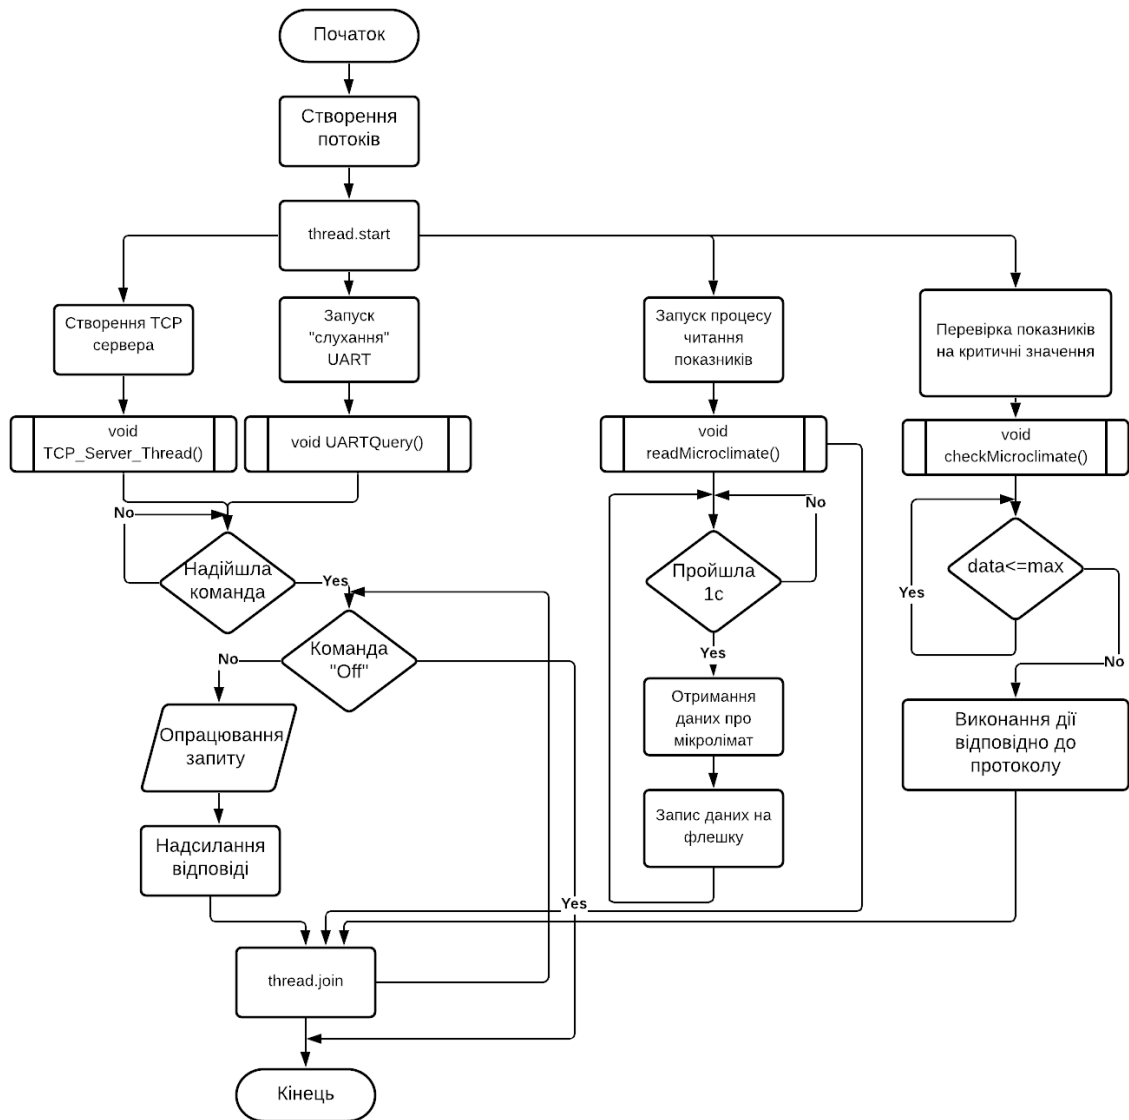 Початок
Створення
потоків
thread.start
Створення TCP
сервера
Запуск
"слухання"
UART
Запуск процесу
читання
показників
Перевірка показників
на критичні значення
void
TCP_Server_Thread()
void UARTQuery()
void
readMicroclimate()
void
checkMicroclimate()
No
Надійшла
команда
Yes
No
Пройшла
1с
Yes
data<=max
Yes
No
Команда
"Off"
No
Опрацювання
запиту
Надсилання
відповіді
Отримання
даних про
мікролімат
Запис даних на
флешку
Виконання дії
відповідно до
протоколу
Yes
thread.join
Кінець